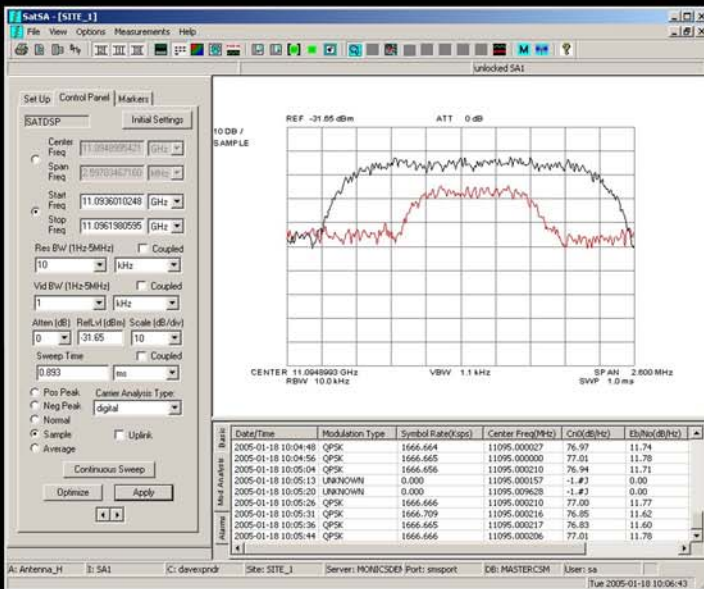 SatSA - [SITE_1]
File View Options Measurements Help
unlocked SA1
Set Up Control Panel Markers
SATDSP Initial Settings
Center Freq 11.0948995421 GHz
Span Freq 2.59703467160 MHz
Start Freq 11.0936010248 GHz
Stop Freq 11.0961980595 GHz
Res BW (1Hz-5MHz) Coupled
10 kHz
Vid BW (1Hz-5MHz) Coupled
1 kHz
Atten (dB) RefLvl (dBm) Scale (dB/div)
0 -31.65 10
Sweep Time Coupled
0.893 ms
Pos Peak Carrier Analysis Type:
Neg Peak digital
Normal
Sample Uplink
Average
Continuous Sweep
Optimize Apply
REF -31.65 dBm ATT 0 dB
10 DB /
SAMPLE
CENTER 11.0948993 GHz VBW 1.1 kHz SPAN 2.600 MHz
RBW 10.0 kHz SWP 1.0 ms
Basic
Mod Analysis
Alarms
Date/Time Modulation Type Symbol Rate(Ksps) Center Freq(MHz) Cn0(dB/Hz) Eb/No(dB/Hz)
2005-01-18 10:04:48 QPSK 1666.664 11095.000027 76.97 11.74
2005-01-18 10:04:56 QPSK 1666.665 11095.000000 77.01 11.78
2005-01-18 10:05:04 QPSK 1666.656 11095.000210 76.94 11.71
2005-01-18 10:05:13 UNKNOWN 0.000 11095.000157 -1.#J 0.00
2005-01-18 10:05:20 UNKNOWN 0.000 11095.009628 -1.#J 0.00
2005-01-18 10:05:26 QPSK 1666.666 11095.000210 77.00 11.77
2005-01-18 10:05:31 QPSK 1666.709 11095.000216 76.85 11.62
2005-01-18 10:05:36 QPSK 1666.665 11095.000217 76.83 11.60
2005-01-18 10:05:44 QPSK 1666.666 11095.000206 77.01 11.78
A: Antenna_H I: SA1 C: davexpndr Site: SITE_1 Server: MONICSDEM Port: smsport DB: MASTERCSM User: sa
Tue 2005-01-18 10:06:43